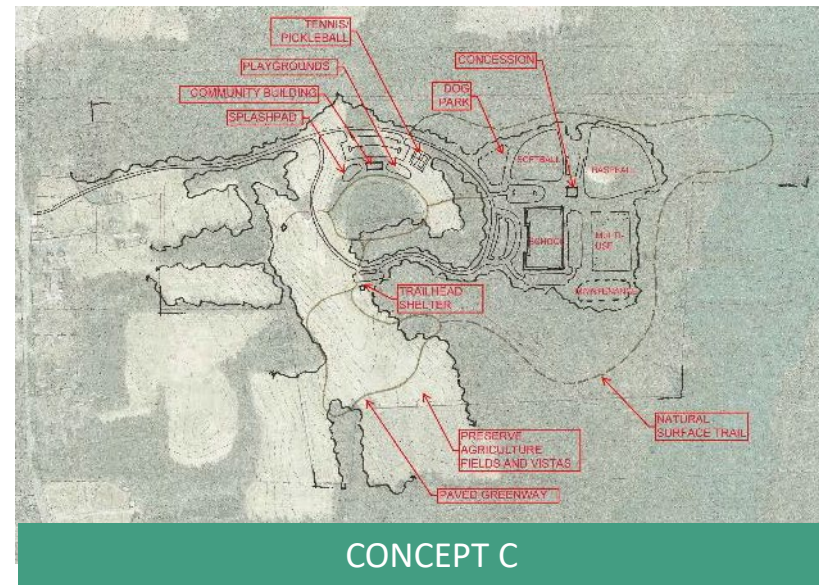 TENNIS/
PICKLEBALL
PLAYGROUNDS
COMMUNITY BUILDING
SPLASHPAD
CONCESSION
DOG
PARK
SOFTBALL
BASEBALL
SCHOOL
MULTI-
USE
MAINTENANCE
TRAILHEAD
SHELTER
NATURAL
SURFACE TRAIL
PRESERVE
AGRICULTURE
FIELDS AND VISTAS
PAVED GREENWAY
CONCEPT C